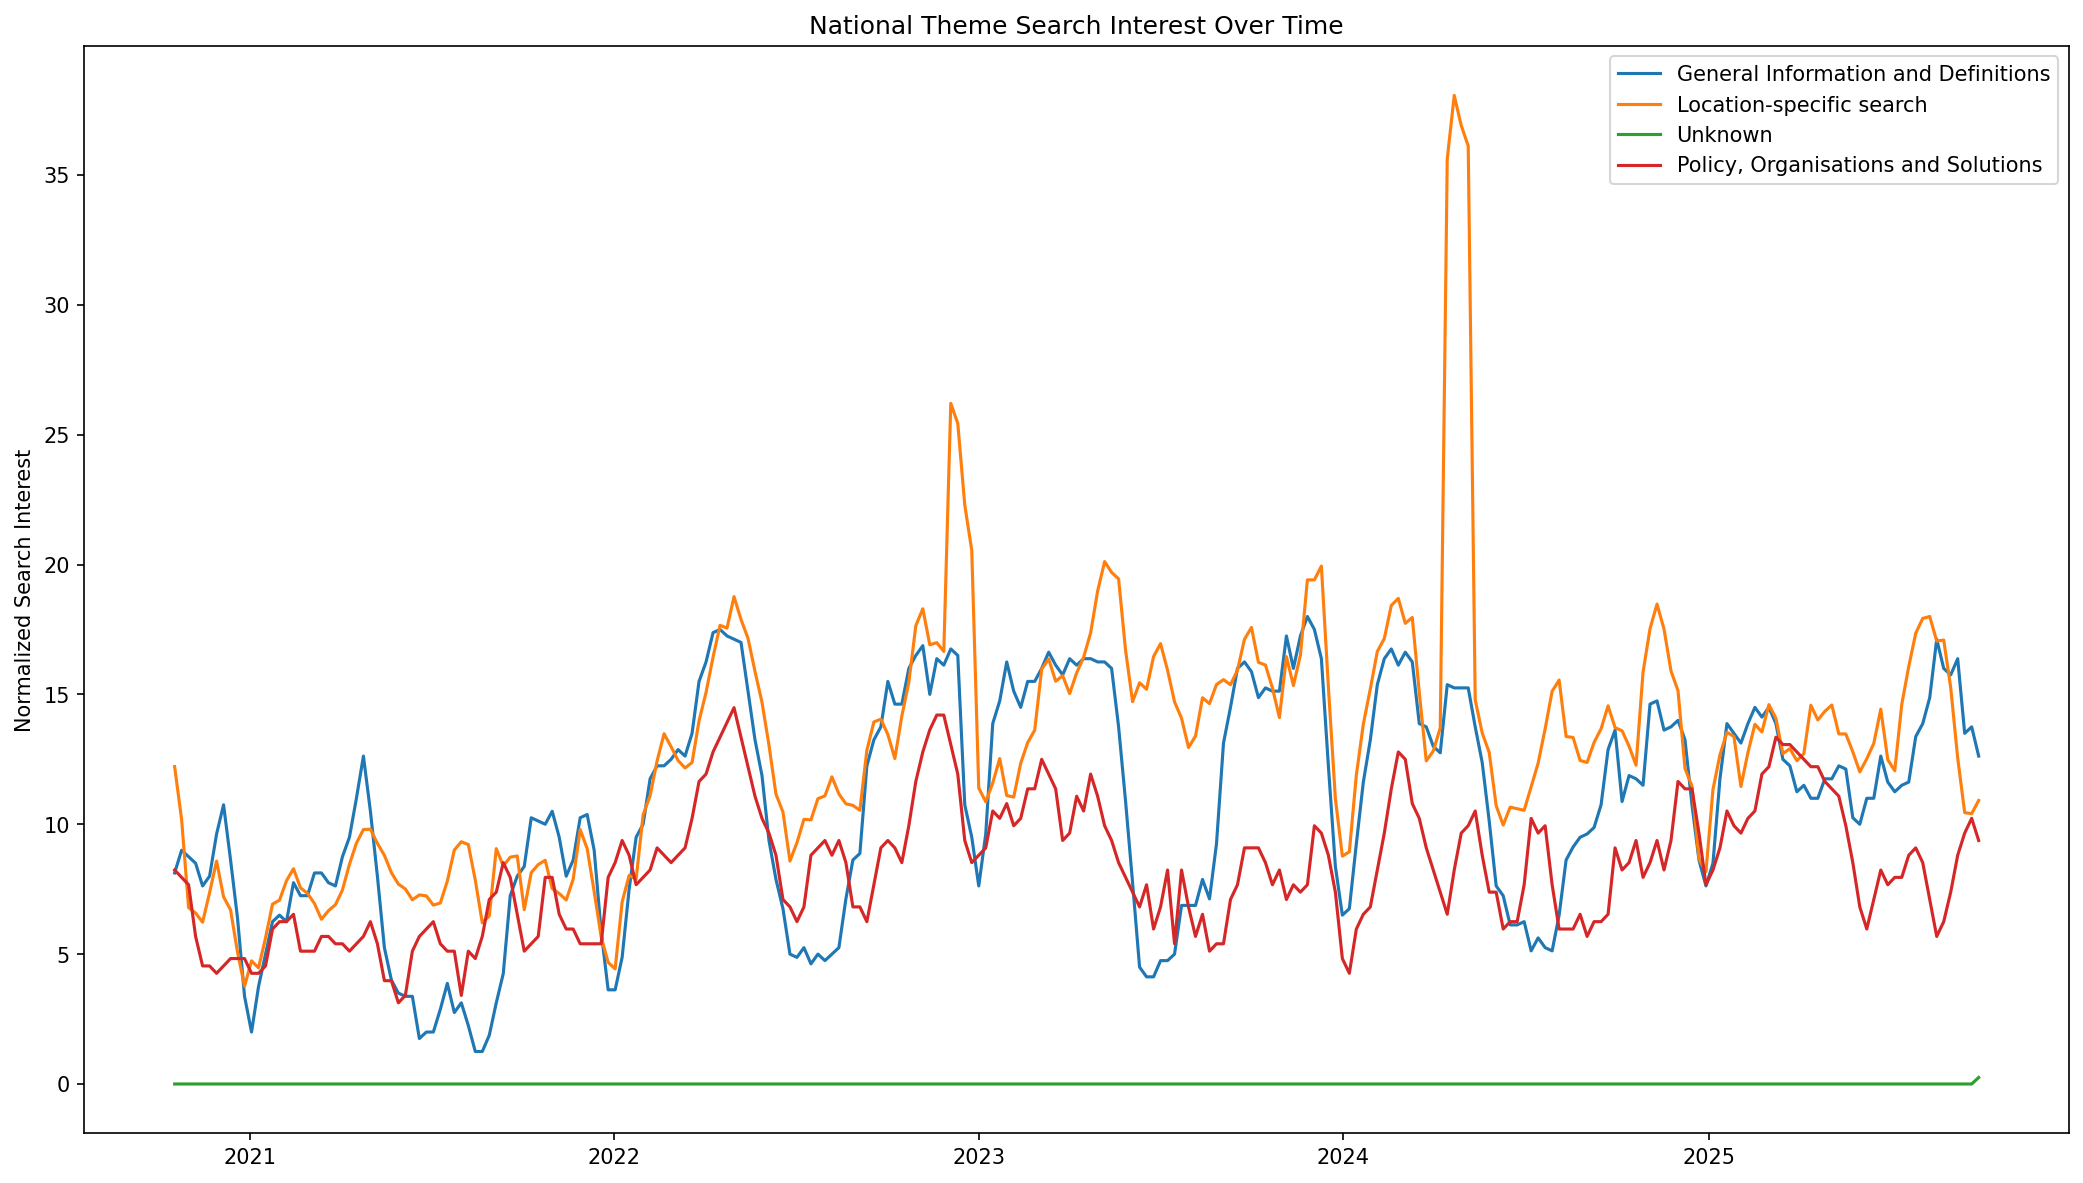 National Theme Search Interest Over Time
General Information and Definitions
Location-specific search
Unknown
Policy, Organisations and Solutions
Normalized Search Interest
35
30
25
20
15
10
5
0
2021
2022
2023
2024
2025